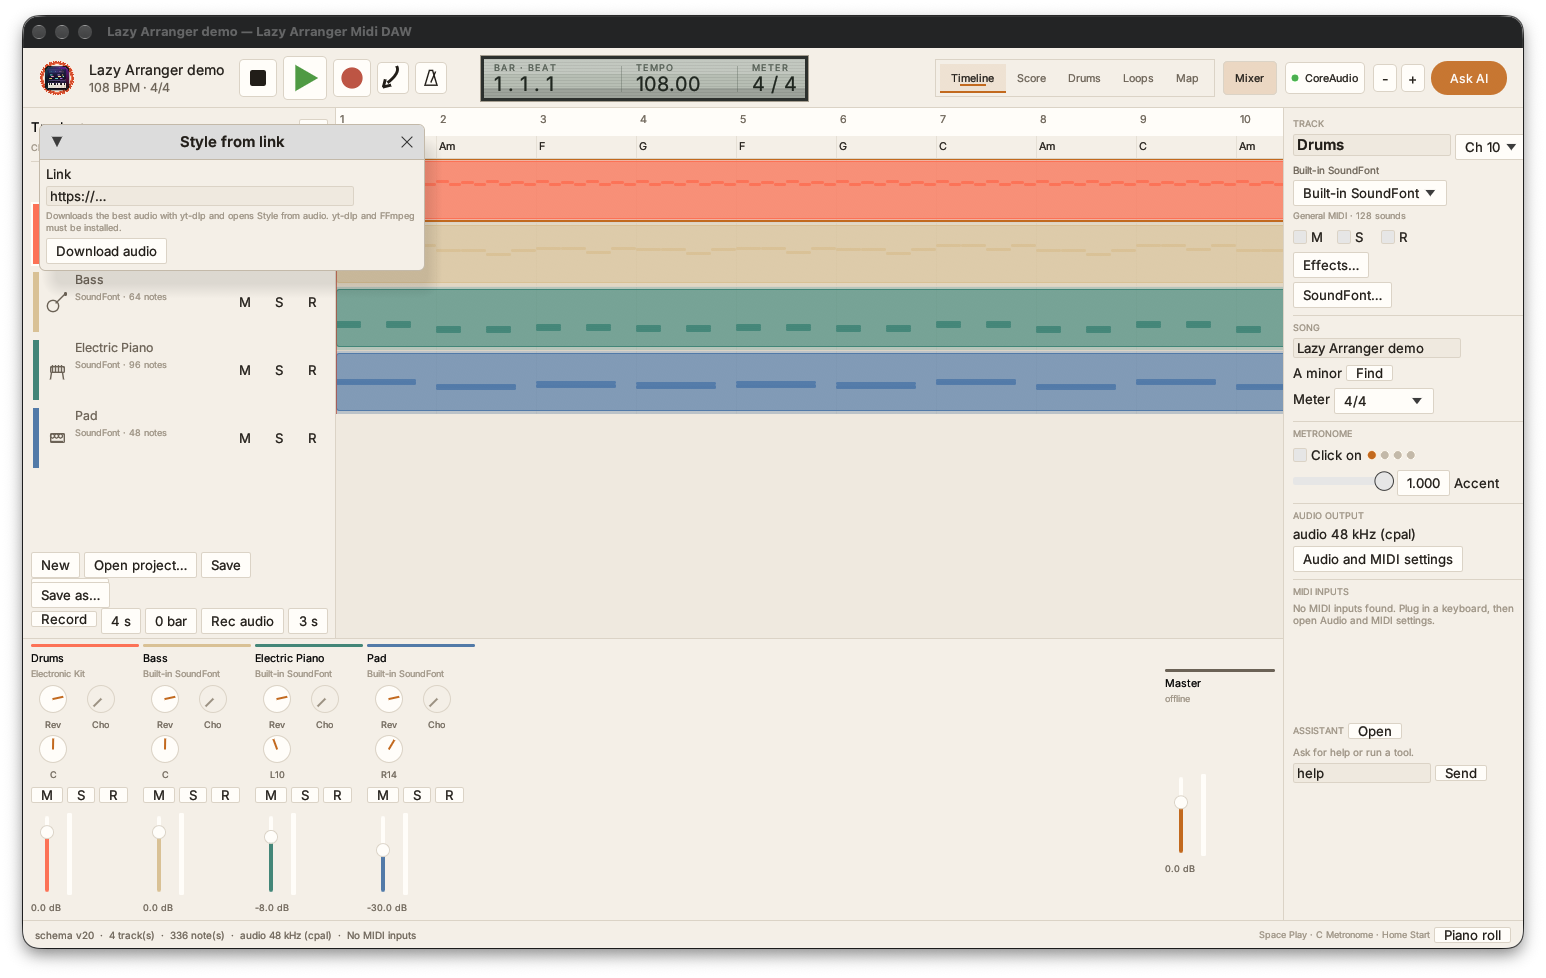 Lazy Arranger demo — Lazy Arranger Midi DAW
Lazy Arranger demo
108 BPM · 4/4
BAR · BEAT
1 . 1 . 1
TEMPO
108.00
METER
4 / 4
Timeline
Score
Drums
Loops
Map
Mixer
CoreAudio
-
+
Ask AI
1 2 3 4 5 6 7 8 9 10
Am F G F G C Am C Am
Style from link
Link
https://...
Downloads the best audio with yt-dlp and opens Style from audio. yt-dlp and FFmpeg
must be installed.
Download audio
Bass
SoundFont · 64 notes
M S R
Electric Piano
SoundFont · 96 notes
M S R
Pad
SoundFont · 48 notes
M S R
New
Open project...
Save
Save as...
Record
4 s
0 bar
Rec audio
3 s
TRACK
Drums
Ch 10
Built-in SoundFont
Built-in SoundFont
General MIDI · 128 sounds
M S R
Effects...
SoundFont...
SONG
Lazy Arranger demo
A minor Find
Meter 4/4
METRONOME
Click on
1.000 Accent
AUDIO OUTPUT
audio 48 kHz (cpal)
Audio and MIDI settings
MIDI INPUTS
No MIDI inputs found. Plug in a keyboard, then
open Audio and MIDI settings.
ASSISTANT Open
Ask for help or run a tool.
help Send
Drums
Electronic Kit
Rev Cho
C
M S R
0.0 dB
Bass
Built-in SoundFont
Rev Cho
C
M S R
0.0 dB
Electric Piano
Built-in SoundFont
Rev Cho
L10
M S R
-8.0 dB
Pad
Built-in SoundFont
Rev Cho
R14
M S R
-30.0 dB
Master
offline
0.0 dB
schema v20 · 4 track(s) · 336 note(s) · audio 48 kHz (cpal) · No MIDI inputs
Space Play · C Metronome · Home Start
Piano roll